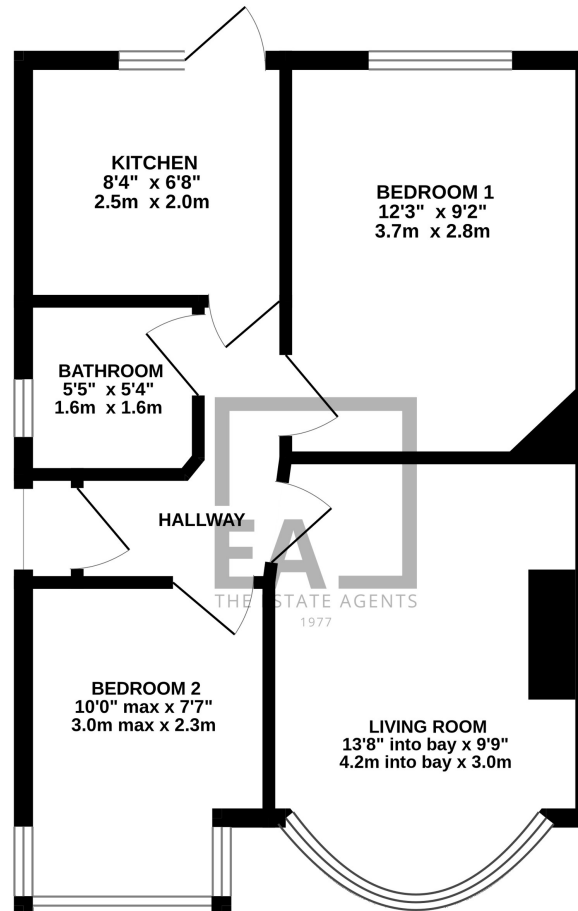 KITCHEN
8'4" x 6'8"
2.5m x 2.0m
BEDROOM 1
12'3" x 9'2"
3.7m x 2.8m
BATHROOM
5'5" x 5'4"
1.6m x 1.6m
HALLWAY
EA
THE ESTATE AGENTS
1977
BEDROOM 2
10'0" max x 7'7"
3.0m max x 2.3m
LIVING ROOM
13'8" into bay x 9'9"
4.2m into bay x 3.0m